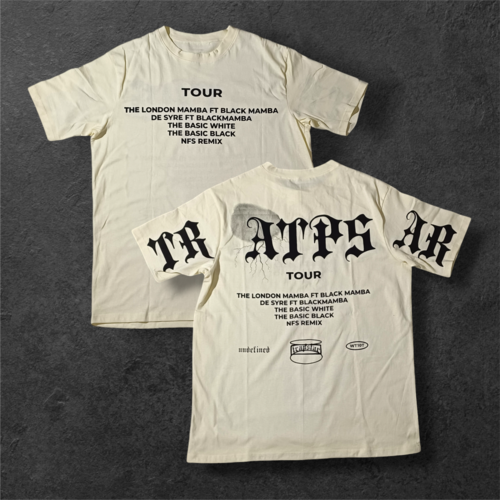 TOUR
THE LONDON MAMBA FT BLACK MAMBA
DE SYRE FT BLACKMAMBA
THE BASIC WHITE
THE BASIC BLACK
NFS REMIX
TR ATPS AR
TOUR
THE LONDON MAMBA FT BLACK MAMBA
DE SYRE FT BLACKMAMBA
THE BASIC WHITE
THE BASIC BLACK
NFS REMIX
undefined